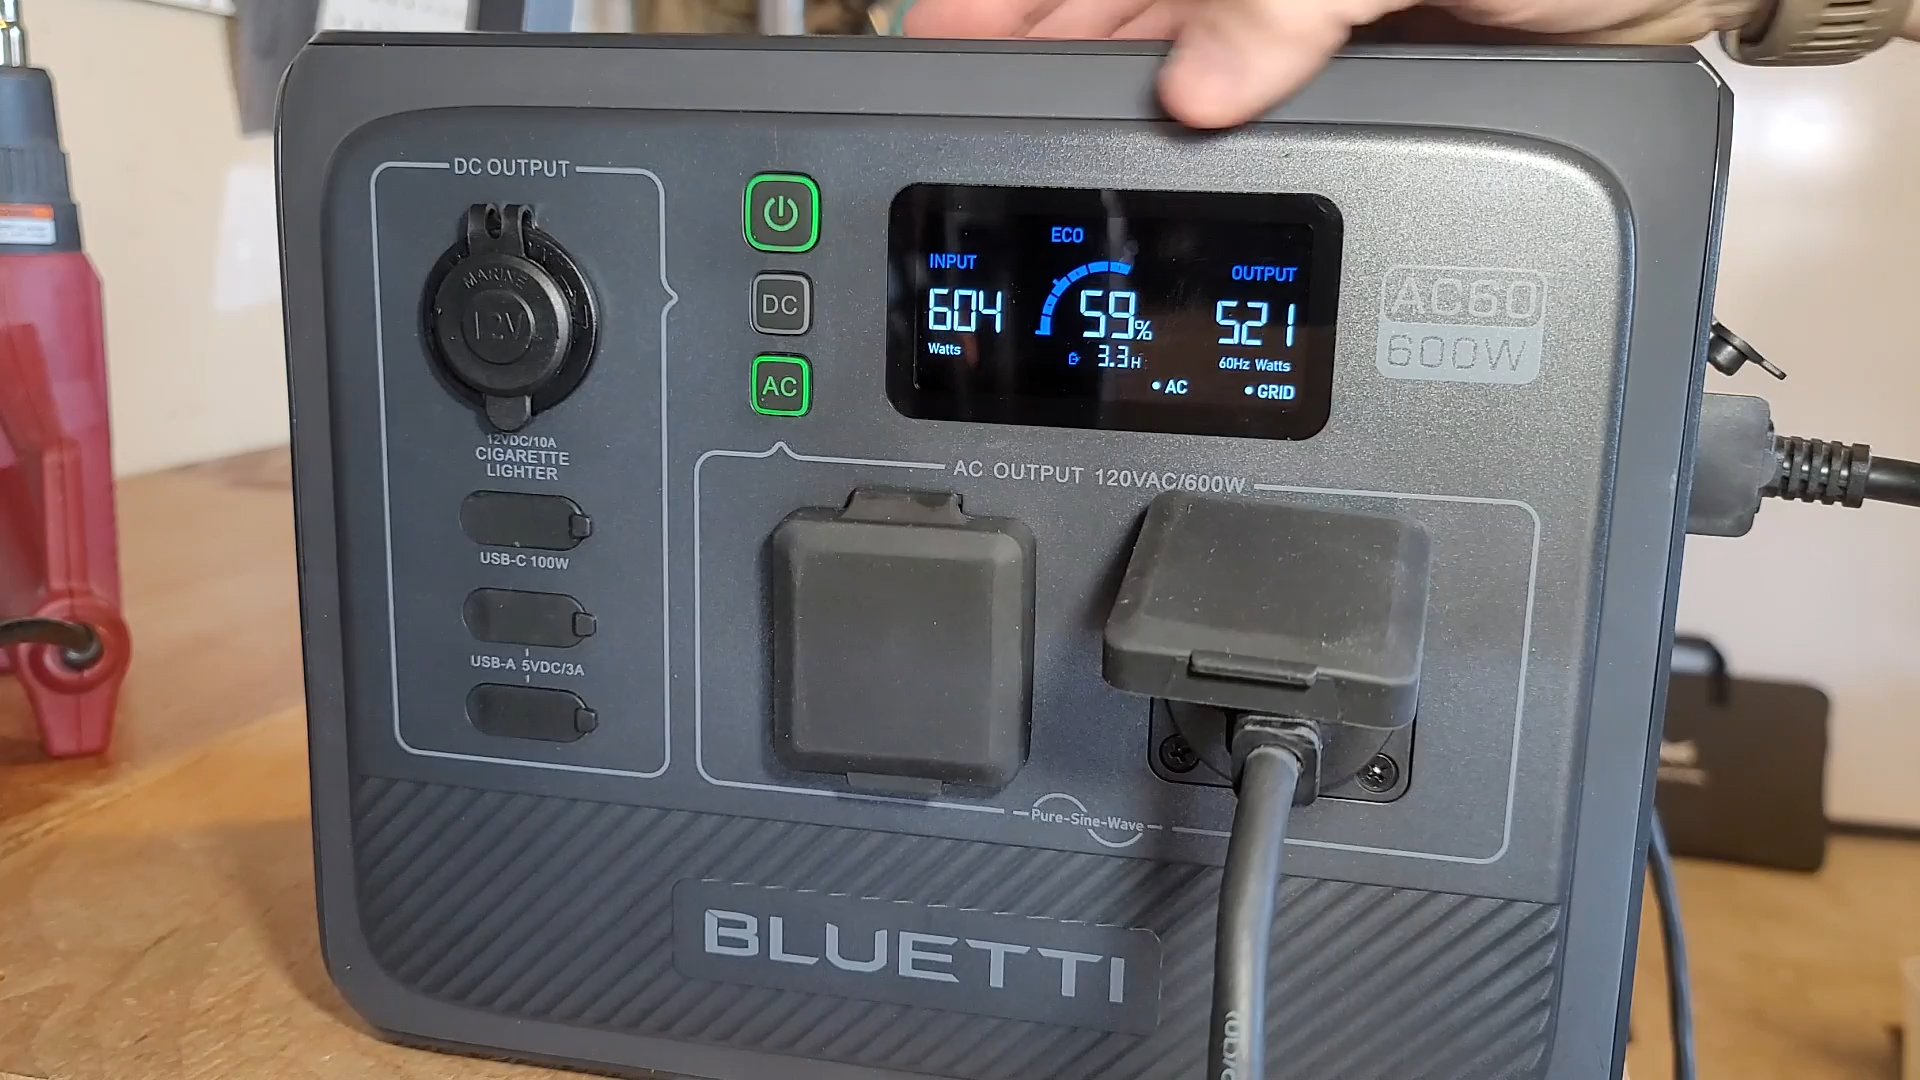 DC OUTPUT
MARINE
12V
12VDC/10A
CIGARETTE
LIGHTER
USB-C 100W
USB-A 5VDC/3A
DC
AC
ECO
INPUT
604
Watts
59%
3.3H
OUTPUT
521
60Hz Watts
AC
GRID
AC60
600W
AC OUTPUT 120VAC/600W
Pure-Sine-Wave
BLUETTI